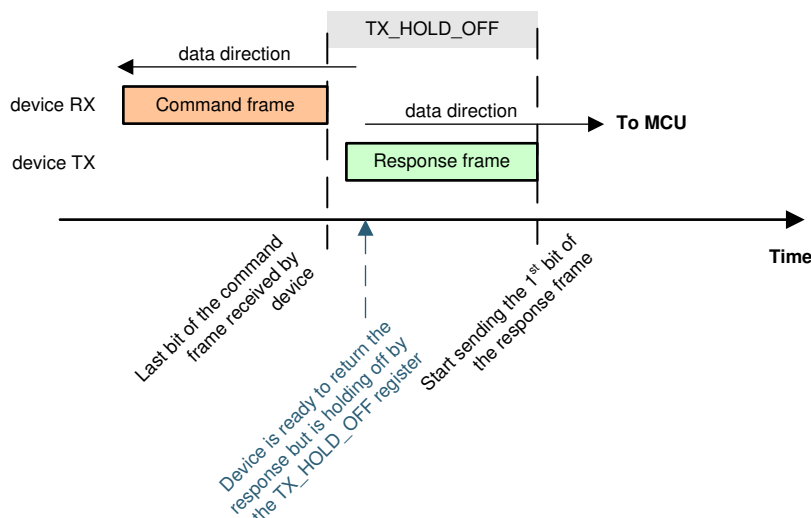 TX_HOLD_OFF
data direction
device RX
Command frame
data direction
To MCU
device TX
Response frame
Time
Last bit of the command
frame received by
device
Device is ready to return the
response but is holding off by
the TX_HOLD_OFF register
Start sending the 1st bit of
the response frame